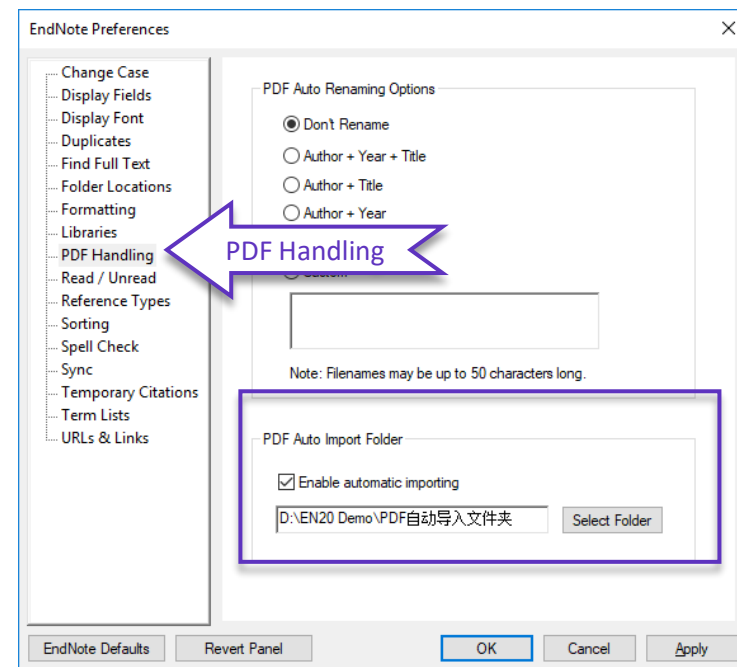 EndNote Preferences
Change Case
Display Fields
Display Font
Duplicates
Find Full Text
Folder Locations
Formatting
Libraries
PDF Handling
Read / Unread
Reference Types
Sorting
Spell Check
Sync
Temporary Citations
Term Lists
URLs & Links
PDF Auto Renaming Options
Don't Rename
Author + Year + Title
Author + Title
Author + Year
PDF Handling
Custom
Note: Filenames may be up to 50 characters long.
PDF Auto Import Folder
Enable automatic importing
D:\EN20 Demo\PDF自动导入文件夹
Select Folder
EndNote Defaults
Revert Panel
OK
Cancel
Apply